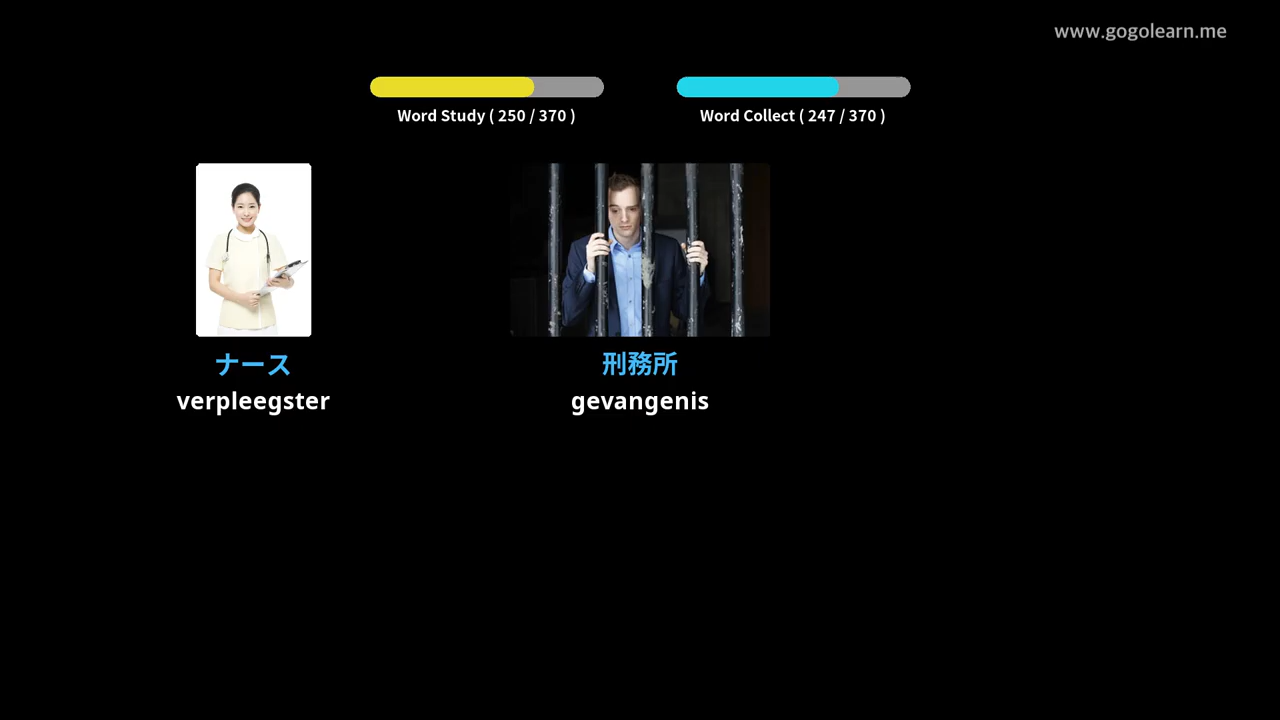 www.gogolearn.me
Word Study ( 250 / 370 )
Word Collect ( 247 / 370 )
ナース
verpleegster
刑務所
gevangenis